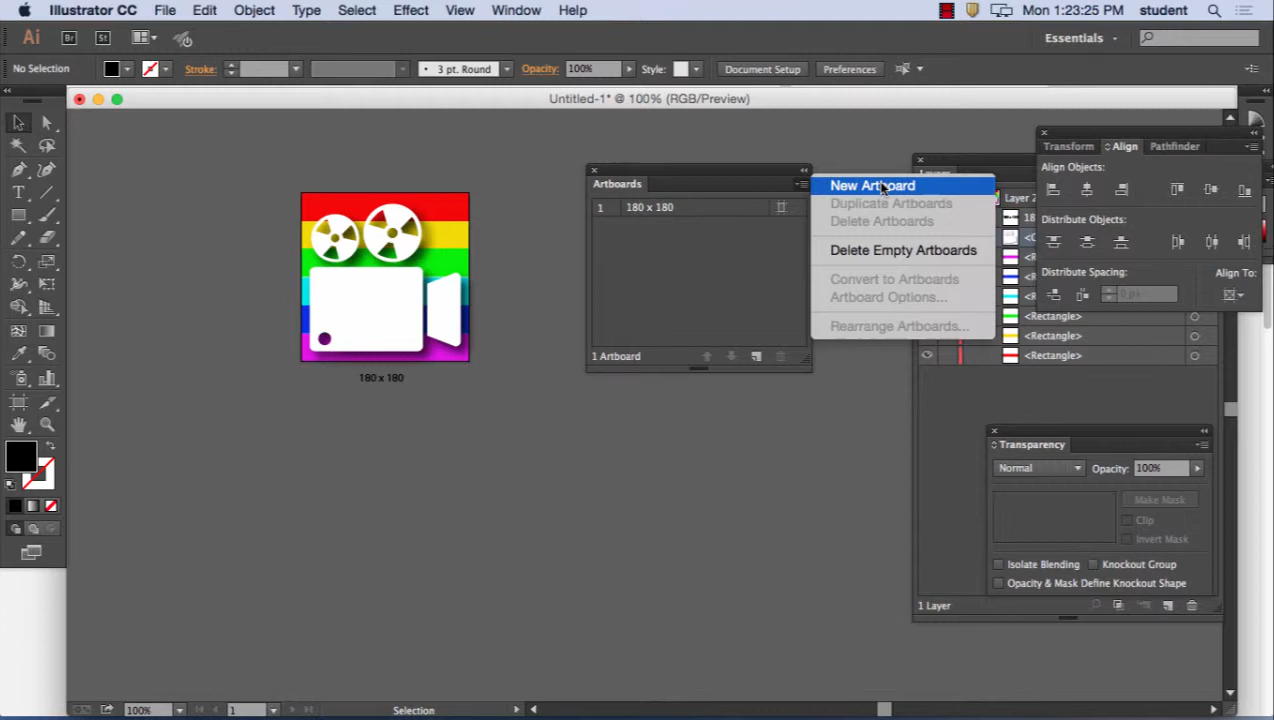 Illustrator CC File Edit Object Type Select Effect View Window Help Mon 1:23:25 PM student
Ai Br St Essentials
No Selection Stroke: 3 pt. Round Opacity: 100% Style: Document Setup Preferences
Untitled-1* @ 100% (RGB/Preview)
Transform Align Pathfinder
Align Objects:
Artboards
1 180 x 180
New Artboard
Duplicate Artboards
Delete Artboards
Delete Empty Artboards
Convert to Artboards
Artboard Options...
Rearrange Artboards...
1 Artboard
180 x 180
Layer 2
18
<C
<R
<R
<R
<Rectangle>
<Rectangle>
<Rectangle>
Distribute Objects:
Distribute Spacing:
Align To:
0 px
Transparency
Normal Opacity: 100%
Make Mask
Clip
Invert Mask
Isolate Blending Knockout Group
Opacity & Mask Define Knockout Shape
1 Layer
100% 1 Selection